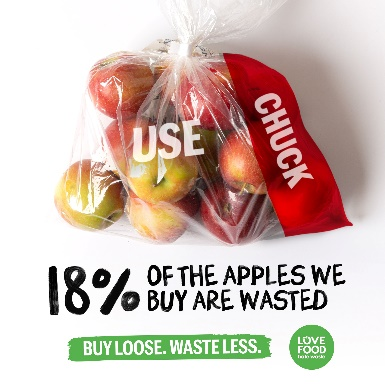 USE
CHUCK
18% OF THE APPLES WE
BUY ARE WASTED
BUY LOOSE. WASTE LESS.
LOVE
FOOD
hate waste